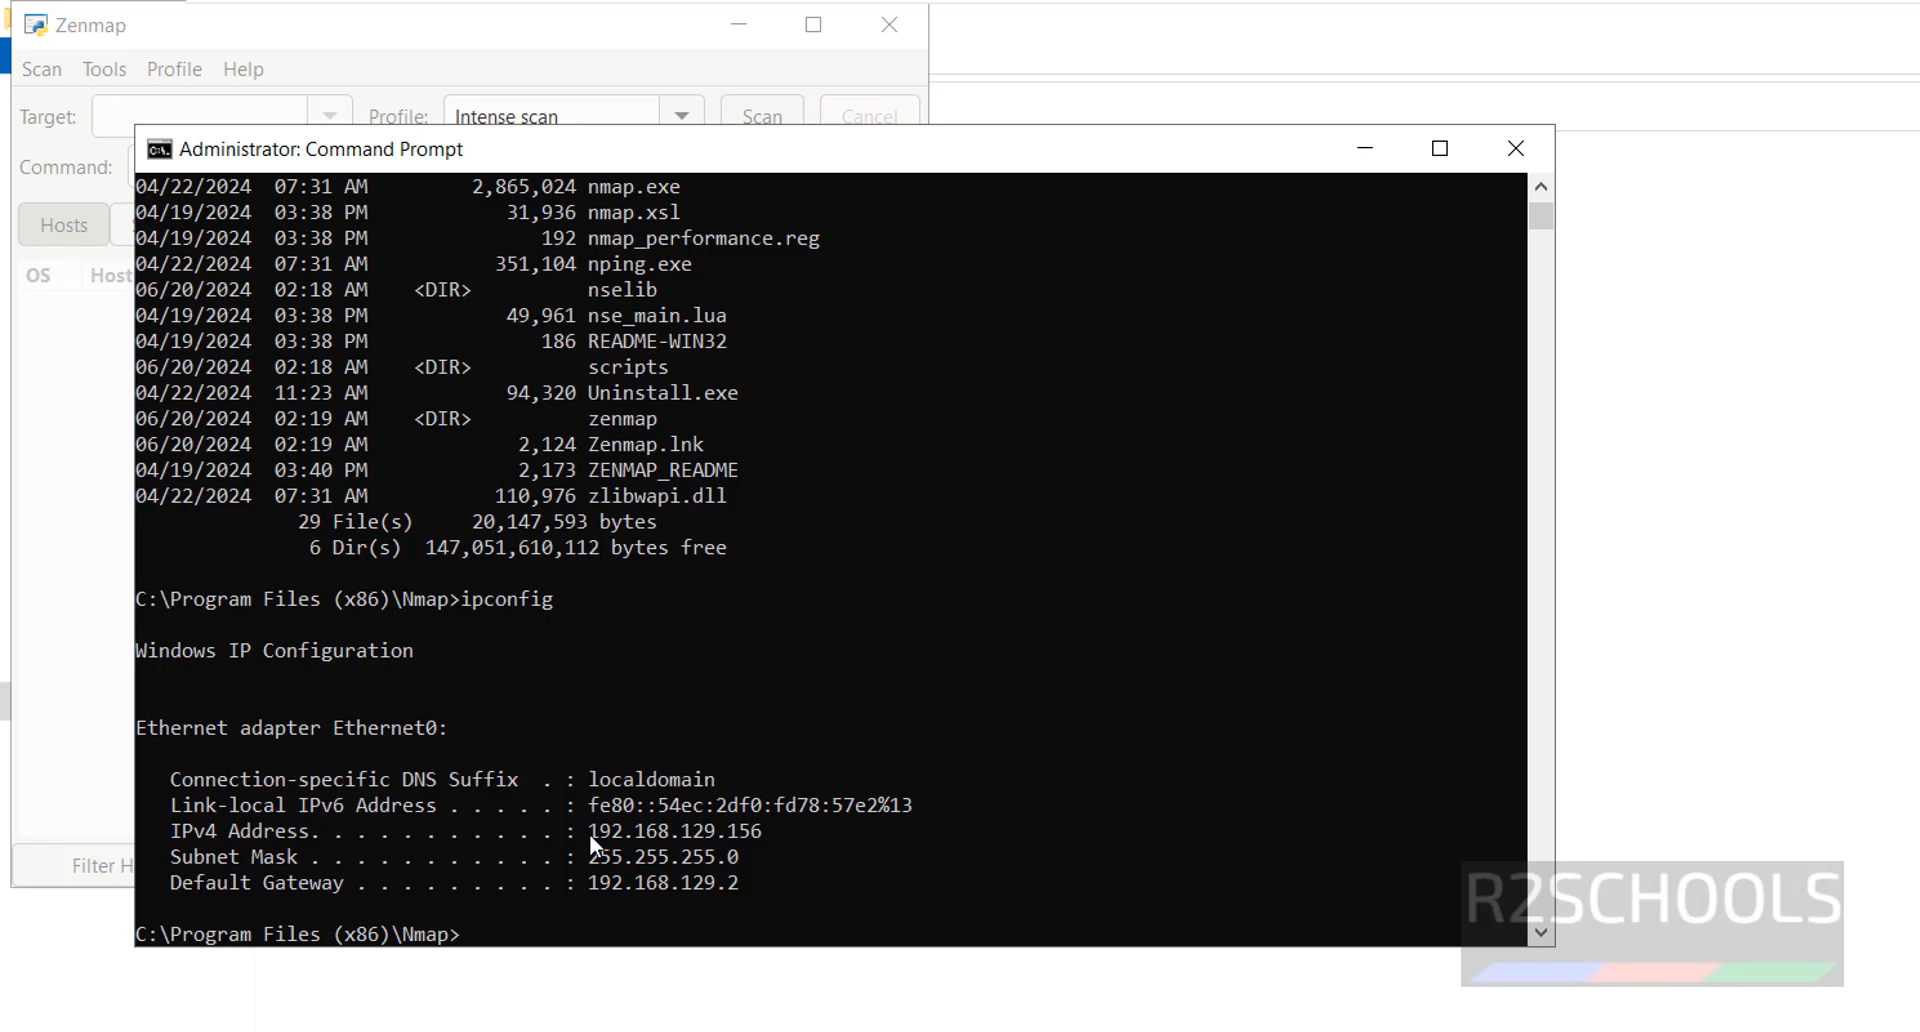 Zenmap
Scan Tools Profile Help
Target: Profile: Intense scan Scan Cancel
Command:
Hosts
OS Host
Filter H
Administrator: Command Prompt
04/22/2024  07:31 AM         2,865,024 nmap.exe
04/19/2024  03:38 PM            31,936 nmap.xsl
04/19/2024  03:38 PM               192 nmap_performance.reg
04/22/2024  07:31 AM           351,104 nping.exe
06/20/2024  02:18 AM    <DIR>          nselib
04/19/2024  03:38 PM            49,961 nse_main.lua
04/19/2024  03:38 PM               186 README-WIN32
06/20/2024  02:18 AM    <DIR>          scripts
04/22/2024  11:23 AM            94,320 Uninstall.exe
06/20/2024  02:19 AM    <DIR>          zenmap
06/20/2024  02:19 AM             2,124 Zenmap.lnk
04/19/2024  03:40 PM             2,173 ZENMAP_README
04/22/2024  07:31 AM           110,976 zlibwapi.dll
29 File(s)     20,147,593 bytes
6 Dir(s)  147,051,610,112 bytes free
C:\Program Files (x86)\Nmap>ipconfig
Windows IP Configuration
Ethernet adapter Ethernet0:
Connection-specific DNS Suffix  . : localdomain
Link-local IPv6 Address . . . . . : fe80::54ec:2df0:fd78:57e2%13
IPv4 Address. . . . . . . . . . . : 192.168.129.156
Subnet Mask . . . . . . . . . . . : 255.255.255.0
Default Gateway . . . . . . . . . : 192.168.129.2
C:\Program Files (x86)\Nmap>
R2SCHOOLS